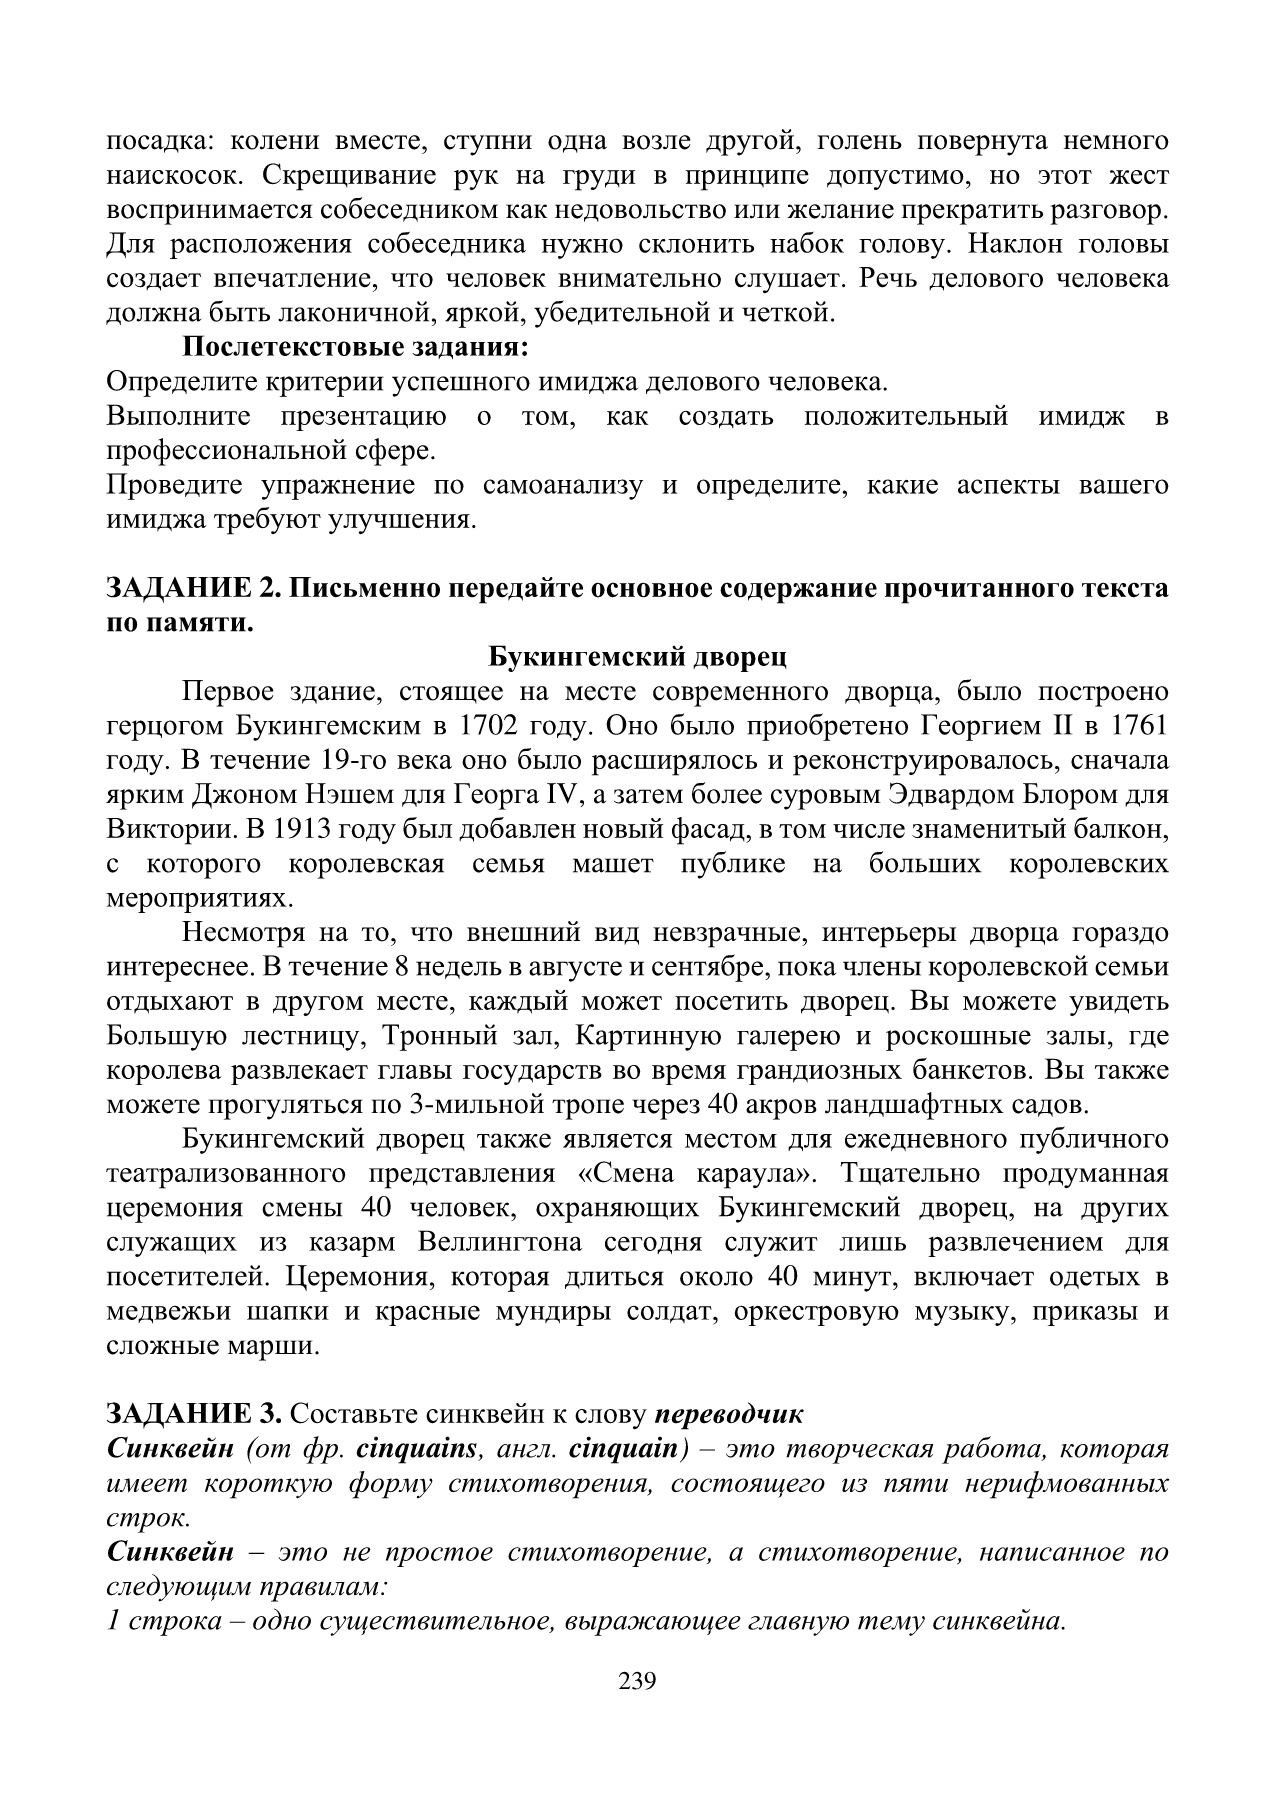 посадка: колени вместе, ступни одна возле другой, голень повернута немного
наискосок. Скрещивание рук на груди в принципе допустимо, но этот жест
воспринимается собеседником как недовольство или желание прекратить разговор.
Для расположения собеседника нужно склонить набок голову. Наклон головы
создает впечатление, что человек внимательно слушает. Речь делового человека
должна быть лаконичной, яркой, убедительной и четкой.
Послетекстовые задания:
Определите критерии успешного имиджа делового человека.
Выполните презентацию о том, как создать положительный имидж в
профессиональной сфере.
Проведите упражнение по самоанализу и определите, какие аспекты вашего
имиджа требуют улучшения.
ЗАДАНИЕ 2. Письменно передайте основное содержание прочитанного текста
по памяти.
Букингемский дворец
Первое здание, стоящее на месте современного дворца, было построено
герцогом Букингемским в 1702 году. Оно было приобретено Георгием II в 1761
году. В течение 19-го века оно было расширялось и реконструировалось, сначала
ярким Джоном Нэшем для Георга IV, а затем более суровым Эдвардом Блором для
Виктории. В 1913 году был добавлен новый фасад, в том числе знаменитый балкон,
с которого королевская семья машет публике на больших королевских
мероприятиях.
Несмотря на то, что внешний вид невзрачные, интерьеры дворца гораздо
интереснее. В течение 8 недель в августе и сентябре, пока члены королевской семьи
отдыхают в другом месте, каждый может посетить дворец. Вы можете увидеть
Большую лестницу, Тронный зал, Картинную галерею и роскошные залы, где
королева развлекает главы государств во время грандиозных банкетов. Вы также
можете прогуляться по 3-мильной тропе через 40 акров ландшафтных садов.
Букингемский дворец также является местом для ежедневного публичного
театрализованного представления «Смена караула». Тщательно продуманная
церемония смены 40 человек, охраняющих Букингемский дворец, на других
служащих из казарм Веллингтона сегодня служит лишь развлечением для
посетителей. Церемония, которая длиться около 40 минут, включает одетых в
медвежьи шапки и красные мундиры солдат, оркестровую музыку, приказы и
сложные марши.
ЗАДАНИЕ 3. Составьте синквейн к слову переводчик
Синквейн (от фр. cinquains, англ. cinquain) – это творческая работа, которая
имеет короткую форму стихотворения, состоящего из пяти нерифмованных
строк.
Синквейн – это не простое стихотворение, а стихотворение, написанное по
следующим правилам:
1 строка – одно существительное, выражающее главную тему синквейна.
239